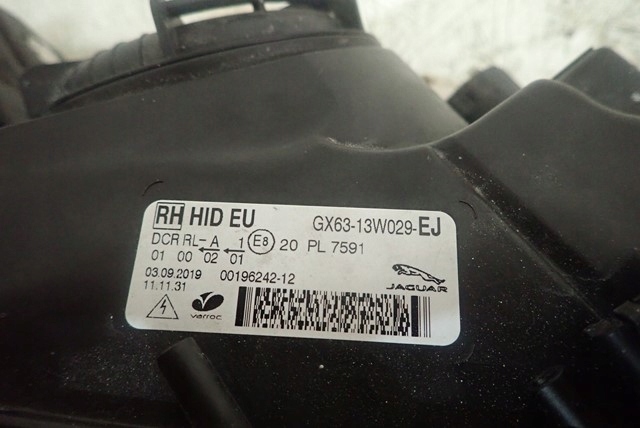 RH HID EU GX63-13W029-EJ
DCR RL-A 1 E8 20 PL 7591
01 00 02 01
03.09.2019 00196242-12
11.11.31
varroc
JAGUAR